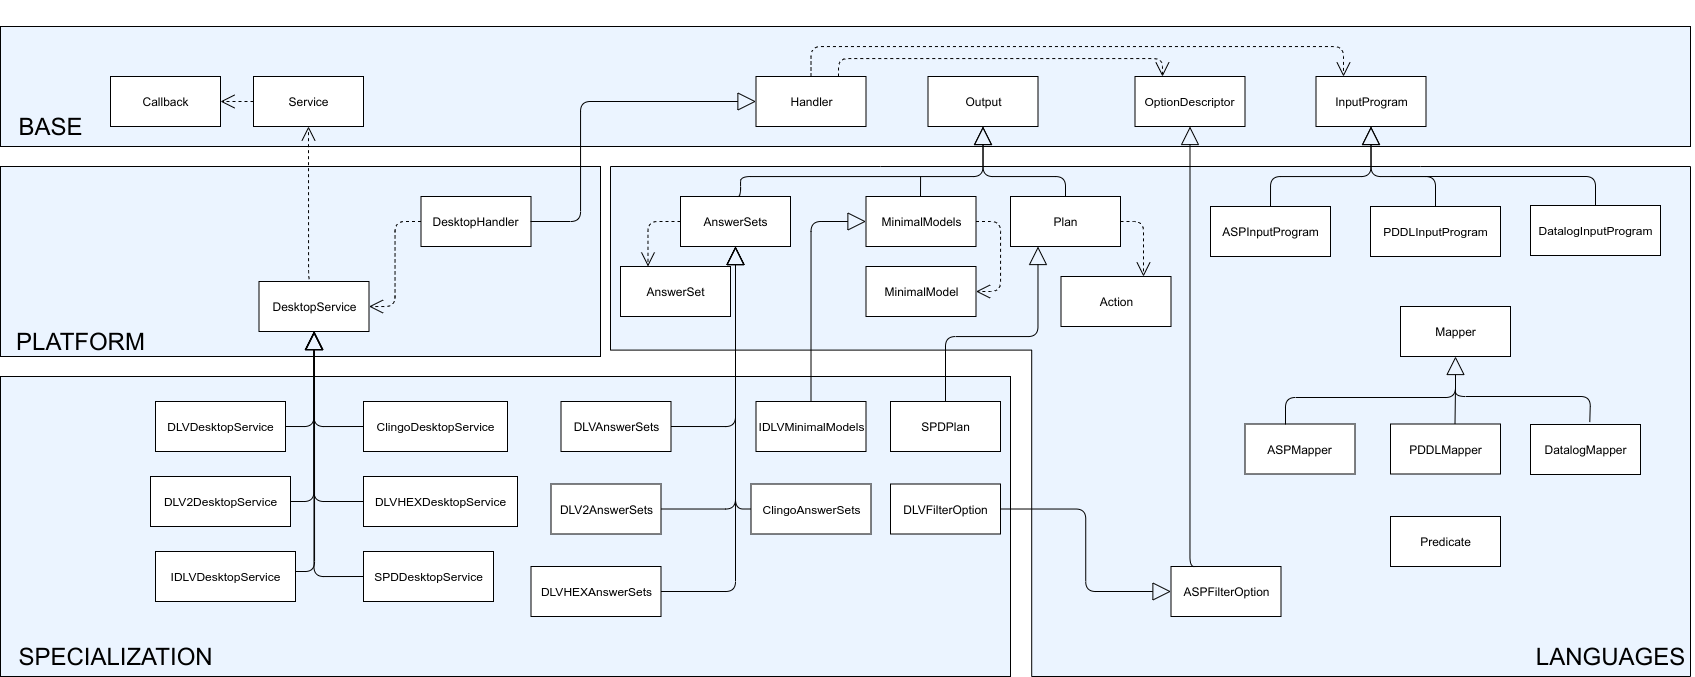 Callback
Service
Handler
Output
OptionDescriptor
InputProgram
BASE
DesktopHandler
DesktopService
PLATFORM
AnswerSets
MinimalModels
Plan
ASPInputProgram
PDDLInputProgram
DatalogInputProgram
AnswerSet
MinimalModel
Action
Mapper
ASPMapper
PDDLMapper
DatalogMapper
Predicate
ASPFilterOption
LANGUAGES
DLVDesktopService
ClingoDesktopService
DLVAnswerSets
IDLVMinimalModels
SPDPlan
DLV2DesktopService
DLVHEXDesktopService
DLV2AnswerSets
ClingoAnswerSets
DLVFilterOption
IDLVDesktopService
SPDDesktopService
DLVHEXAnswerSets
SPECIALIZATION